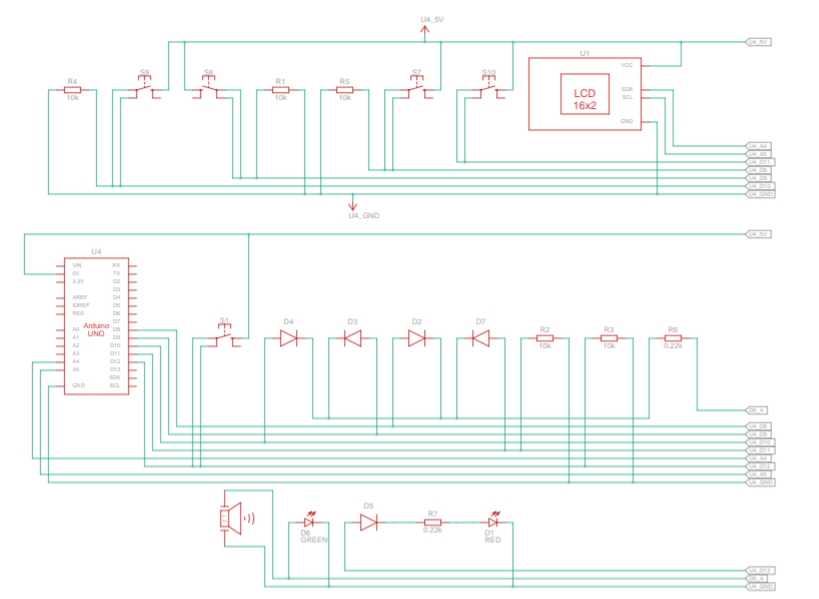 U4_5V
U4_5V
U1
R4
10k
S9
S8
R1
10k
R5
10k
S7
S10
VCC
LCD
16x2
SDA
SCL
GND
U4_A4
U4_A5
U4_D11
U4_D8
U4_D9
U4_D10
U4_GND
U4_GND
U4_5V
U4
VIN RX
5V TX
3.3V D2
D3
AREF D4
IOREF D5
RES D6
D7
Arduino
UNO
A0 D8
A1 D9
A2 D10
A3 D11
A4 D12
A5 D13
SDA
GND SCL
S1
D4
D3
D2
D7
R2
10k
R3
10k
R6
0.22k
D6_A
U4_D8
U4_D9
U4_D10
U4_D11
U4_A4
U4_D12
U4_A5
U4_GND
D6
GREEN
D5
R7
0.22k
D1
RED
U4_D12
D6_A
U4_GND